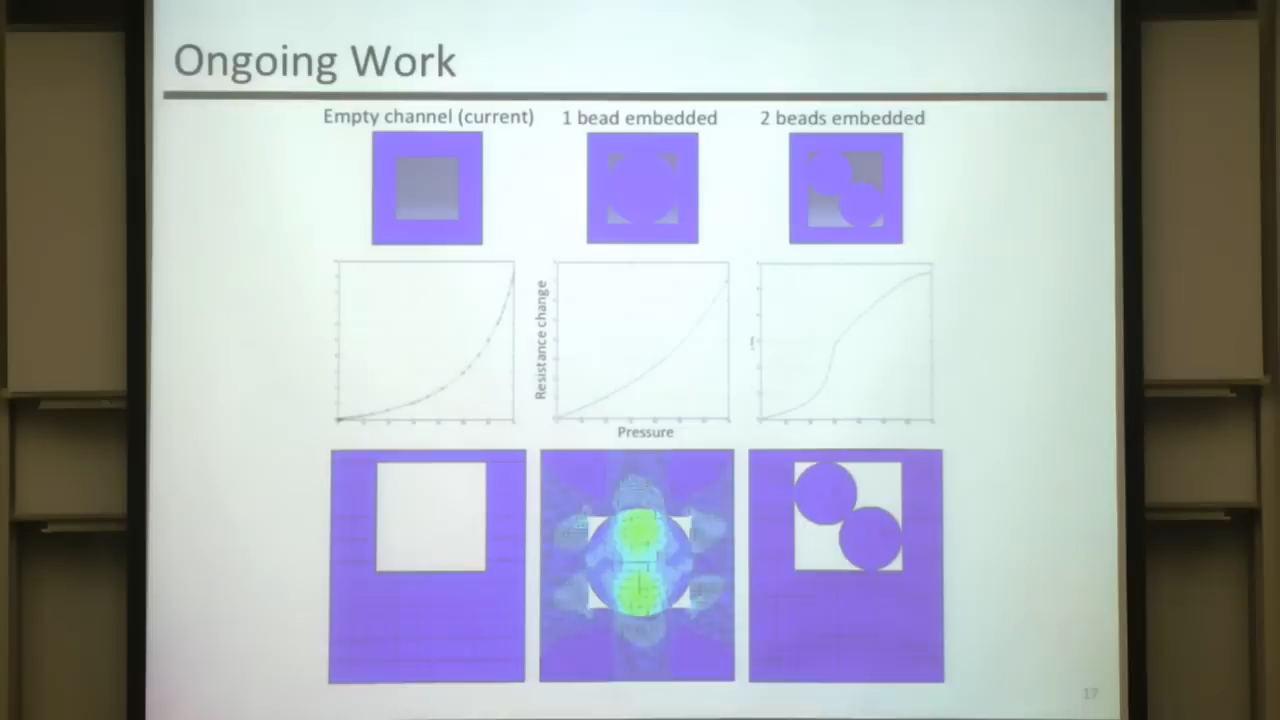 Ongoing Work
Empty channel (current)
1 bead embedded
2 beads embedded
Resistance change
Pressure
17